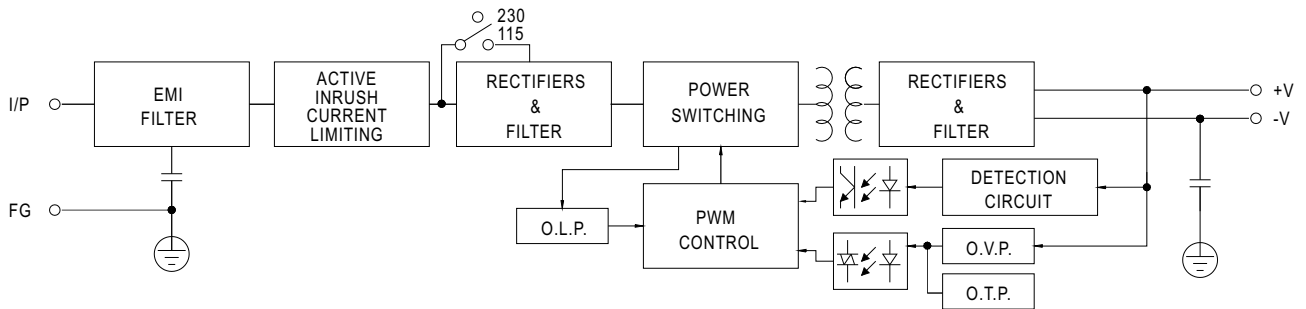 230
115
I/P
EMI
FILTER
ACTIVE
INRUSH
CURRENT
LIMITING
RECTIFIERS
&
FILTER
POWER
SWITCHING
RECTIFIERS
&
FILTER
+V
-V
FG
O.L.P.
PWM
CONTROL
DETECTION
CIRCUIT
O.V.P.
O.T.P.